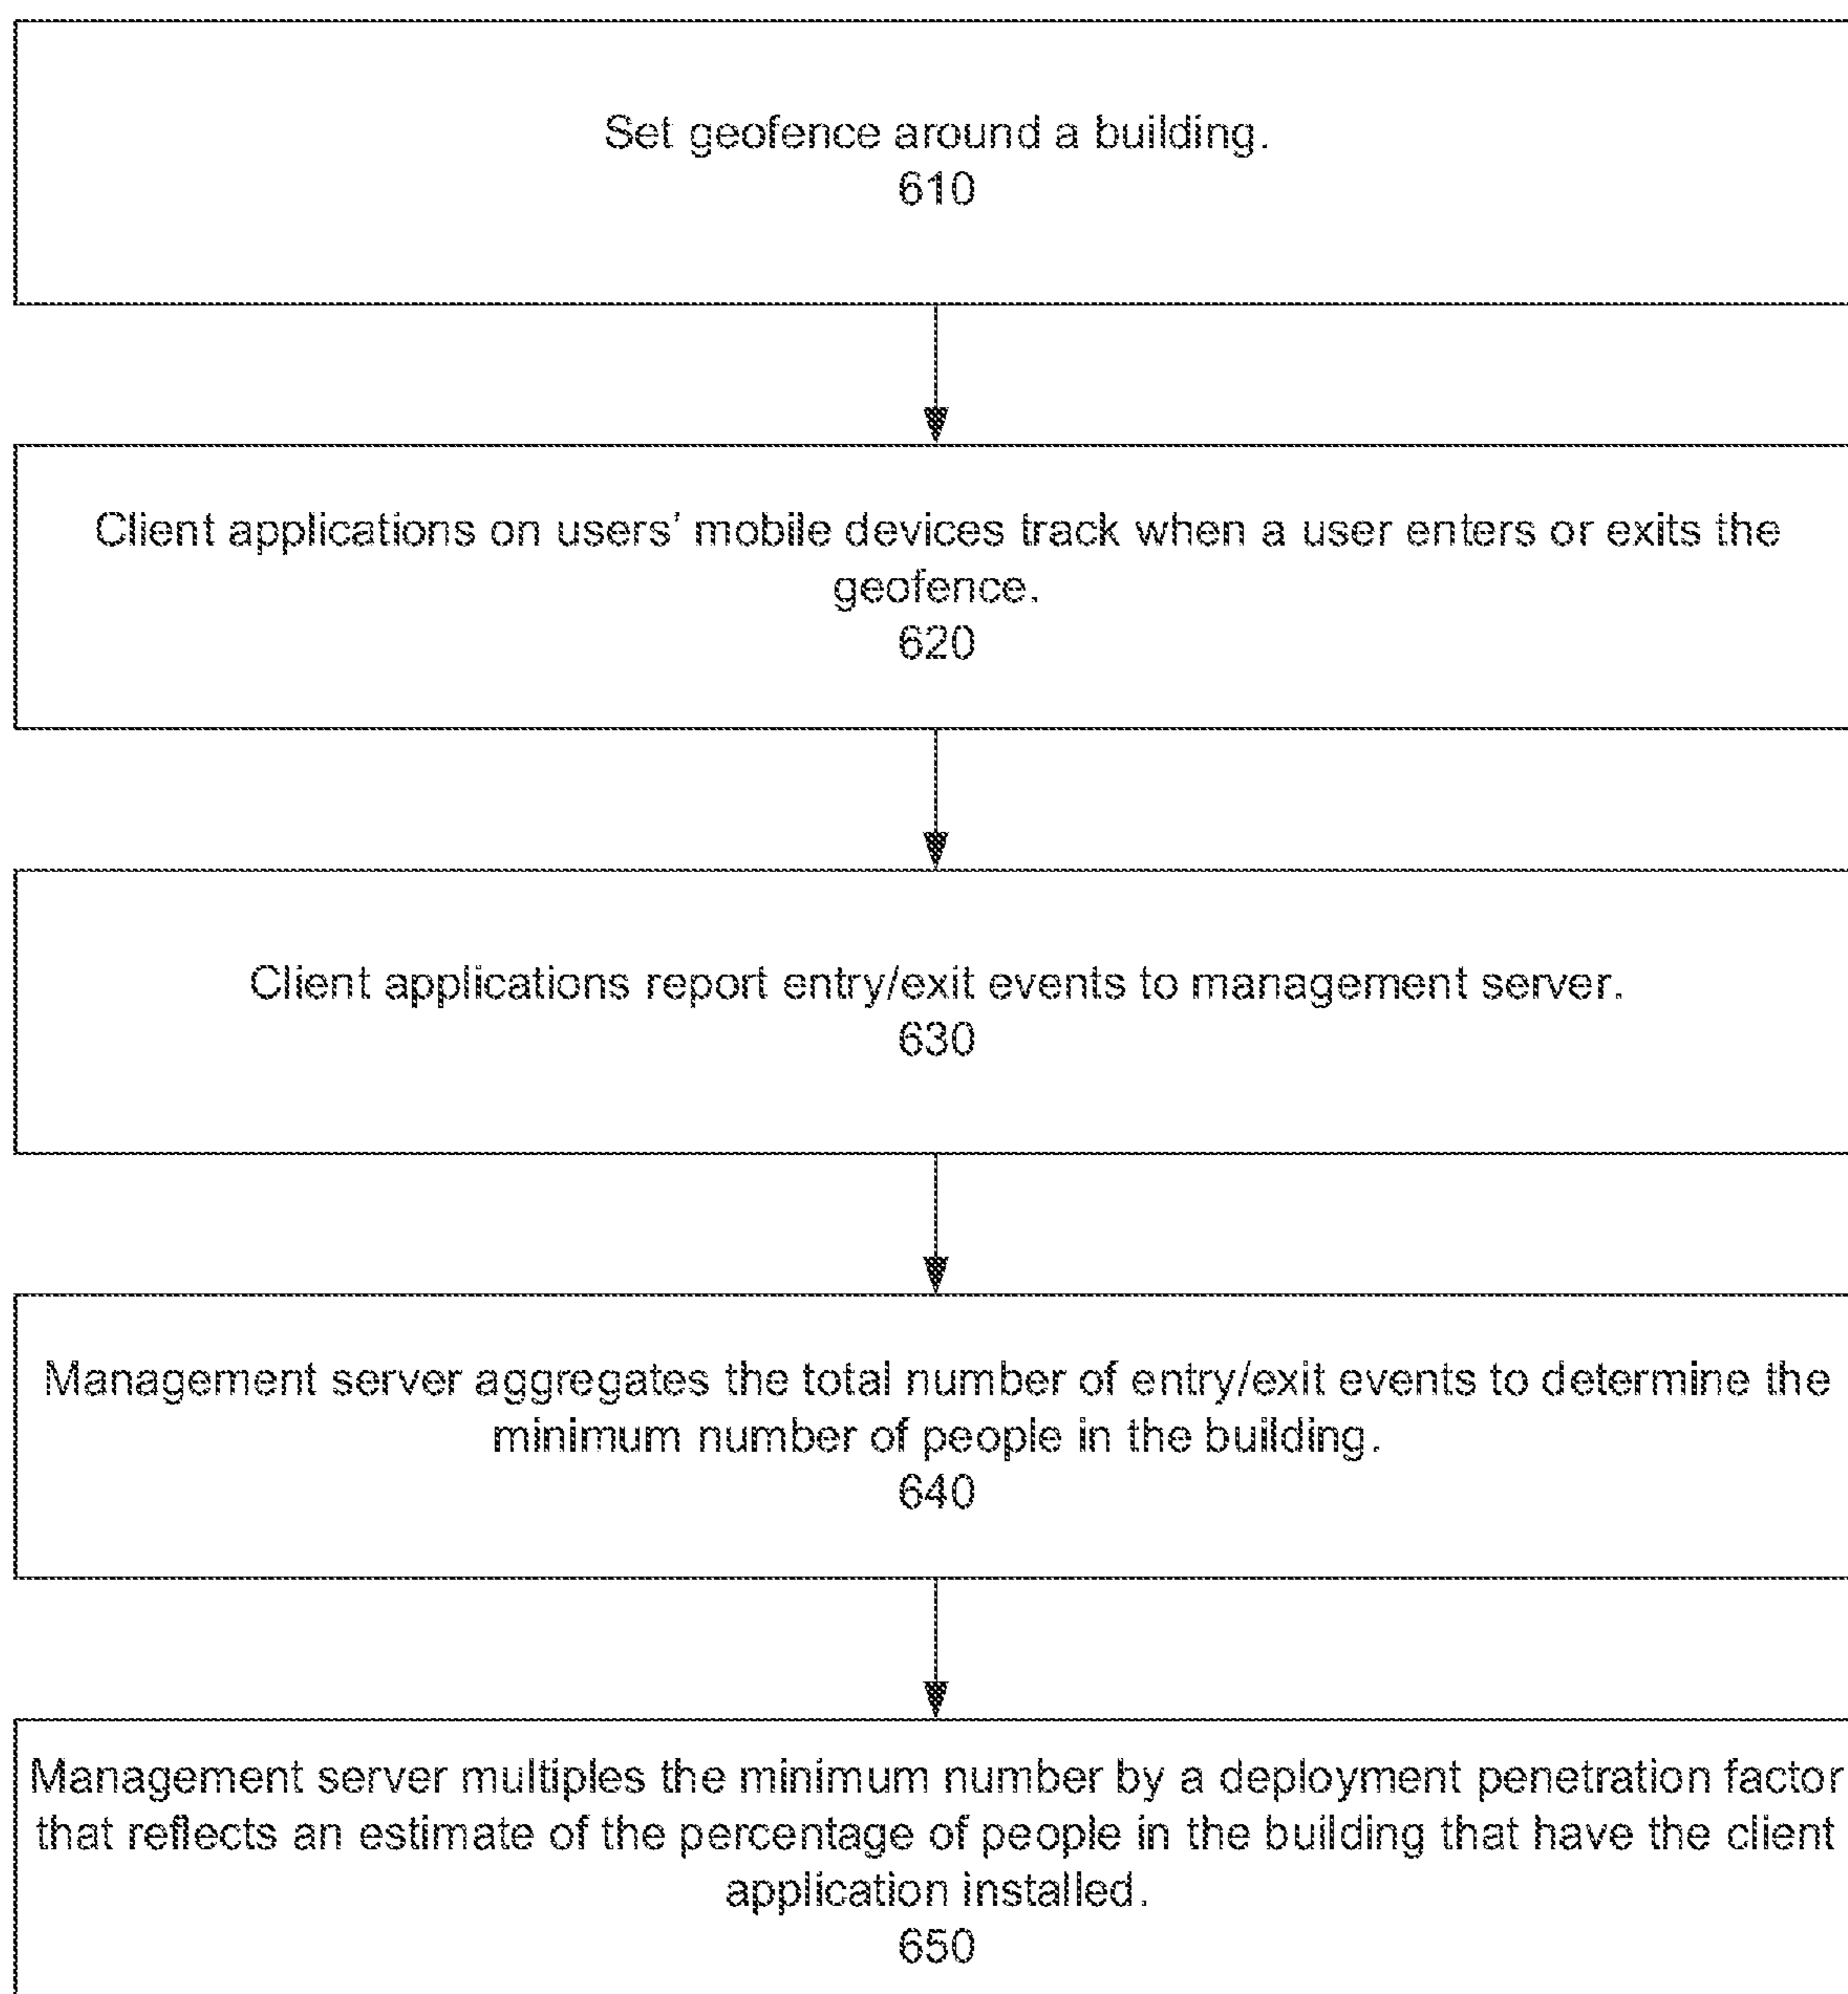 Set geofence around a building.
610
Client applications on users' mobile devices track when a user enters or exits the
geofence.
620
Client applications report entry/exit events to management server.
630
Management server aggregates the total number of entry/exit events to determine the
minimum number of people in the building.
640
Management server multiples the minimum number by a deployment penetration factor
that reflects an estimate of the percentage of people in the building that have the client
application installed.
650